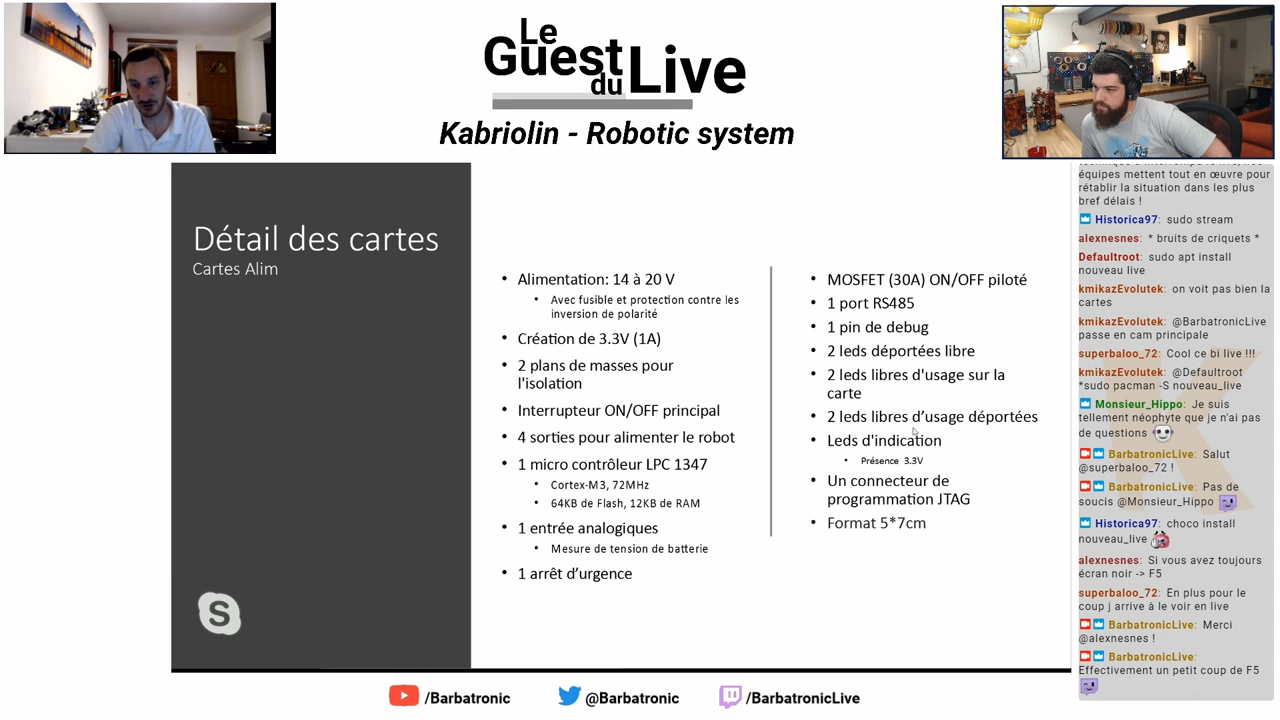 Le
Guest
du Live
Kabriolin - Robotic system
Détail des cartes
Cartes Alim
• Alimentation: 14 à 20 V
• Avec fusible et protection contre les
inversion de polarité
• Création de 3.3V (1A)
• 2 plans de masses pour
l'isolation
• Interrupteur ON/OFF principal
• 4 sorties pour alimenter le robot
• 1 micro contrôleur LPC 1347
• Cortex-M3, 72MHz
• 64KB de Flash, 12KB de RAM
• 1 entrée analogiques
• Mesure de tension de batterie
• 1 arrêt d’urgence
• MOSFET (30A) ON/OFF piloté
• 1 port RS485
• 1 pin de debug
• 2 leds déportées libre
• 2 leds libres d'usage sur la
carte
• 2 leds libres d’usage déportées
• Leds d'indication
• Présence 3.3V
• Un connecteur de
programmation JTAG
• Format 5*7cm
S
équipes mettent tout en œuvre pour
rétablir la situation dans les plus
bref délais !
Historica97: sudo stream
alexnesnes: * bruits de criquets *
Defaultroot: sudo apt install
nouveau live
kmikazEvolutek: on voit pas bien la
cartes
kmikazEvolutek: @BarbatronicLive
passe en cam principale
superbaloo_72: Cool ce bi live !!!
kmikazEvolutek: @Defaultroot
*sudo pacman -S nouveau_live
Monsieur_Hippo: Je suis
tellement néophyte que je n'ai pas
de questions
BarbatronicLive: Salut
@superbaloo_72 !
BarbatronicLive: Pas de
soucis @Monsieur_Hippo
Historica97: choco install
nouveau_live
alexnesnes: Si vous avez toujours
écran noir -> F5
superbaloo_72: En plus pour le
coup j arrive à le voir en live
BarbatronicLive: Merci
@alexnesnes !
BarbatronicLive:
Effectivement un petit coup de F5
/Barbatronic
@Barbatronic
/BarbatronicLive